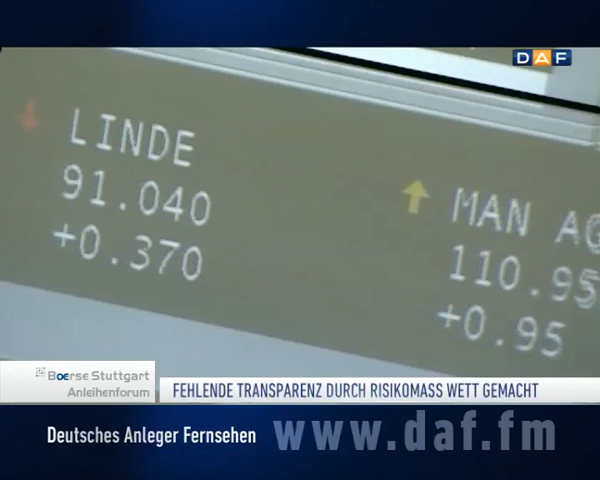 DAF
LINDE
91.040
+0.370
MAN AG
110.95
+0.95
Boerse Stuttgart
Anleihenforum
FEHLENDE TRANSPARENZ DURCH RISIKOMASS WETT GEMACHT
Deutsches Anleger Fernsehen
www.daf.fm